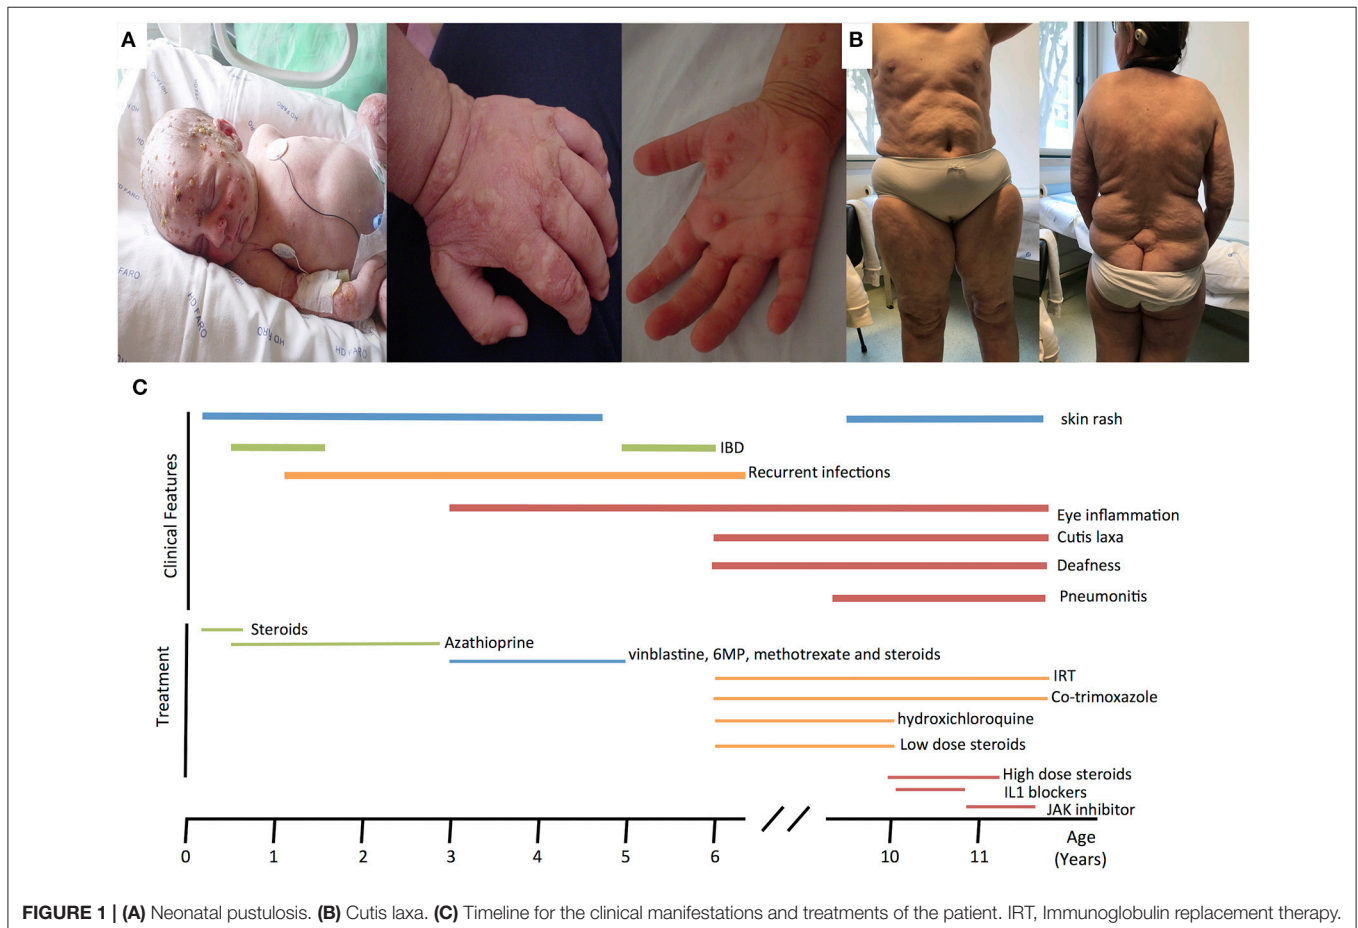 A
B
HD FARO
C
skin rash
IBD
Recurrent infections
Eye inflammation
Cutis laxa
Deafness
Pneumonitis
Clinical Features
Steroids
Azathioprine
vinblastine, 6MP, methotrexate and steroids
IRT
Co-trimoxazole
hydroxichloroquine
Low dose steroids
High dose steroids
IL1 blockers
JAK inhibitor
Treatment
0 1 2 3 4 5 6 10 11
Age
(Years)
FIGURE 1 | (A) Neonatal pustulosis. (B) Cutis laxa. (C) Timeline for the clinical manifestations and treatments of the patient. IRT, Immunoglobulin replacement therapy.